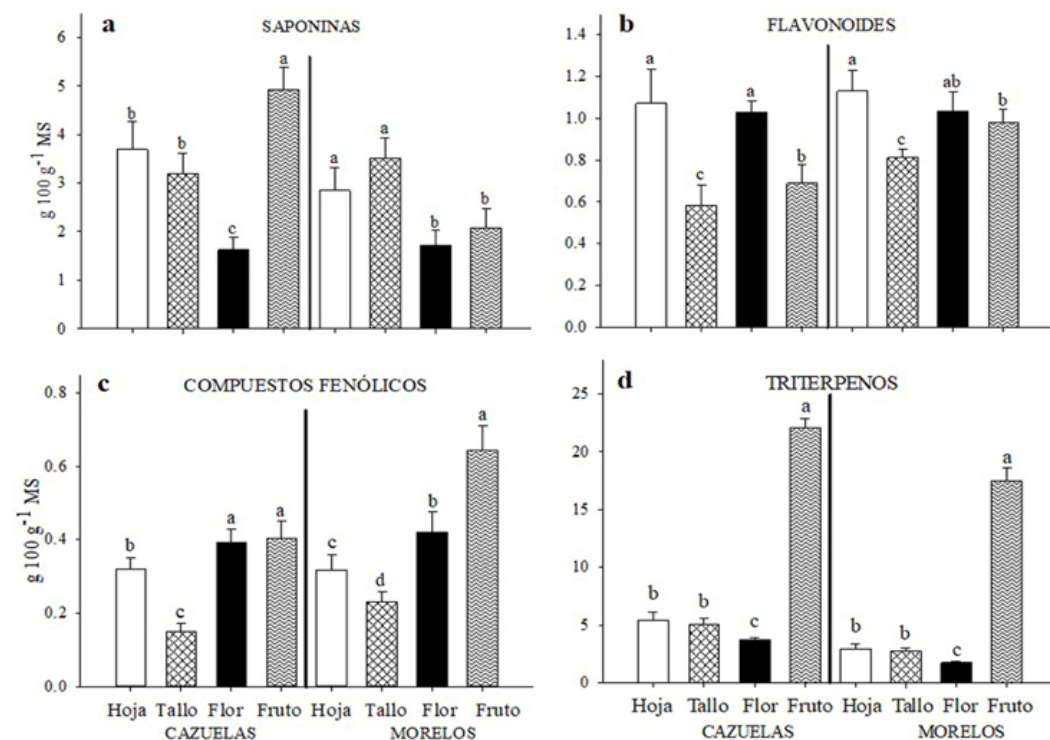 a
SAPONINAS
g 100 g⁻¹ MS
6
5
4
3
2
1
0
b
b
c
a
a
a
b
b
b
FLAVONOIDES
1.4
1.2
1.0
0.8
0.6
0.4
0.2
0.0
a
c
a
b
a
c
ab
b
c
COMPUESTOS FENÓLICOS
g 100 g⁻¹ MS
0.8
0.6
0.4
0.2
0.0
b
c
a
a
c
d
b
a
Hoja Tallo Flor Fruto Hoja Tallo Flor Fruto
CAZUELAS MORELOS
d
TRITERPENOS
25
20
15
10
5
0
b
b
c
a
b
b
c
a
Hoja Tallo Flor Fruto Hoja Tallo Flor Fruto
CAZUELAS MORELOS